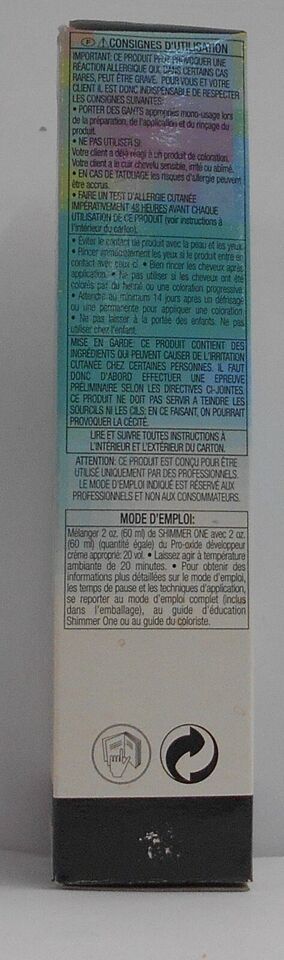 F CONSIGNES D'UTILISATION
IMPORTANT: CE PRODUIT PEUT PROVOQUER UNE
RÉACTION ALLERGIQUE QUI, DANS CERTAINS CAS
RARES, PEUT ÊTRE GRAVE. POUR VOUS ET VOTRE
CLIENT IL EST DONC INDISPENSABLE DE RESPECTER
LES CONSIGNES SUIVANTES:
• PORTER DES GANTS appropriés mono-usage lors
de la préparation, de l'application et du rinçage du
produit.
• NE PAS UTILISER SI
Votre client a déjà réagi à un produit de coloration.
Votre client a le cuir chevelu sensible, irrité ou abîmé.
• EN CAS DE TATOUAGE les risques d'allergie peuvent
être accrus.
• FAIRE UN TEST D'ALLERGIE CUTANÉE
IMPÉRATIVEMENT 48 HEURES AVANT CHAQUE
UTILISATION DE CE PRODUIT (voir instructions à
l'intérieur du carton).
• Éviter le contact de produit avec la peau et les yeux.
• Rincer immédiatement les yeux si le produit entre en
contact avec ceux-ci. • Bien rincer les cheveux après
application. • Ne pas utiliser si les cheveux ont été
colorés par du henné ou une coloration progressive.
• Attendre au minimum 14 jours après un défrisage
ou une permanente pour appliquer une coloration.
• Ne pas laisser à la portée des enfants. Ne pas
utiliser chez l'enfant.
MISE EN GARDE: CE PRODUIT CONTIENT DES
INGRÉDIENTS QUI PEUVENT CAUSER DE L'IRRITATION
CUTANÉE CHEZ CERTAINES PERSONNES. IL FAUT
DONC D'ABORD EFFECTUER UNE ÉPREUVE
PRÉLIMINAIRE SELON LES DIRECTIVES CI-JOINTES.
CE PRODUIT NE DOIT PAS SERVIR A TEINDRE LES
SOURCILS NI LES CILS: EN CE FAISANT, ON POURRAIT
PROVOQUER LA CÉCITÉ.
LIRE ET SUIVRE TOUTES INSTRUCTIONS À
L'INTÉRIEUR ET L'EXTÉRIEUR DU CARTON.
ATTENTION: CE PRODUIT EST CONÇU POUR ÊTRE
UTILISÉ UNIQUEMENT PAR DES PROFESSIONNELS.
LE MODE D'EMPLOI INDIQUÉ EST RÉSERVÉ AUX
PROFESSIONNELS ET NON AUX CONSOMMATEURS.
MODE D'EMPLOI:
Mélanger 2 oz. (60 ml) de SHIMMER ONE avec 2 oz.
(60 ml) (quantité égale) du Pro-oxide développeur
crème approprié: 20 vol. • Laissez agir à température
ambiante de 20 minutes. • Pour obtenir des
informations plus détaillées sur le mode d'emploi,
les temps de pause et les techniques d'application,
se reporter au mode d'emploi complet (inclus
dans l'emballage), au guide d'éducation
Shimmer One ou au guide du coloriste.